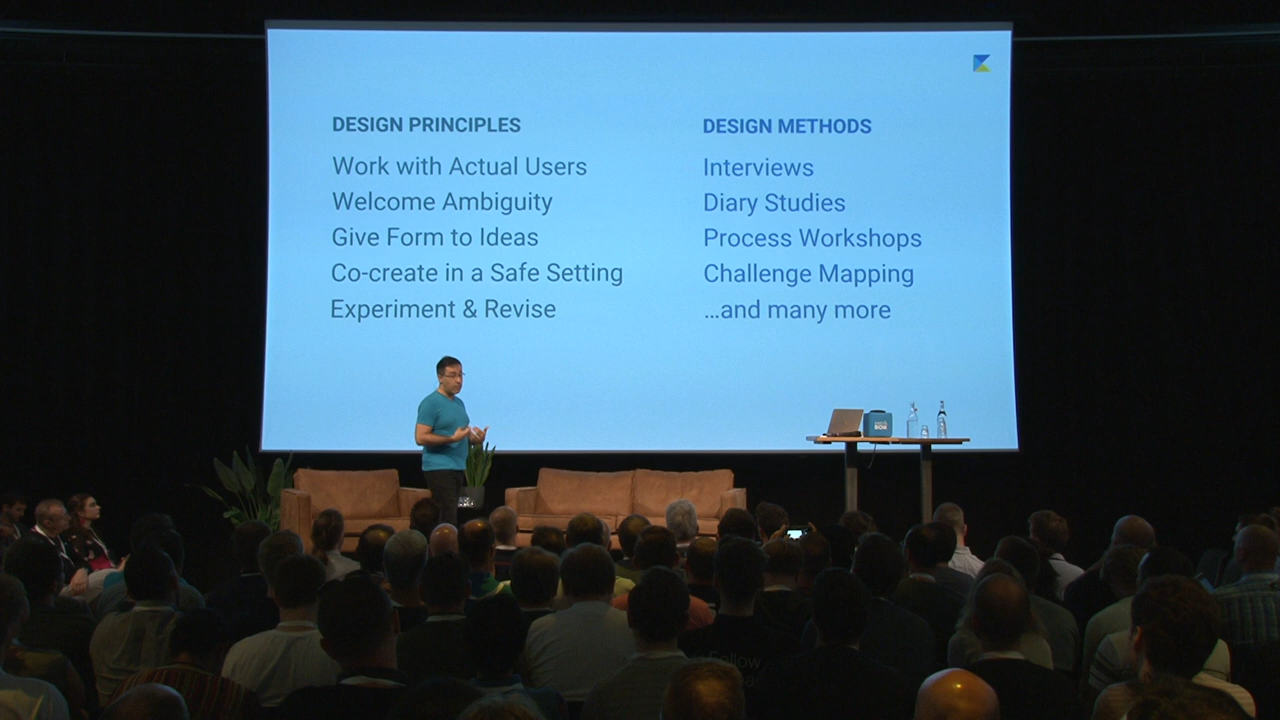 DESIGN PRINCIPLES
Work with Actual Users
Welcome Ambiguity
Give Form to Ideas
Co-create in a Safe Setting
Experiment & Revise
DESIGN METHODS
Interviews
Diary Studies
Process Workshops
Challenge Mapping
…and many more
Follow